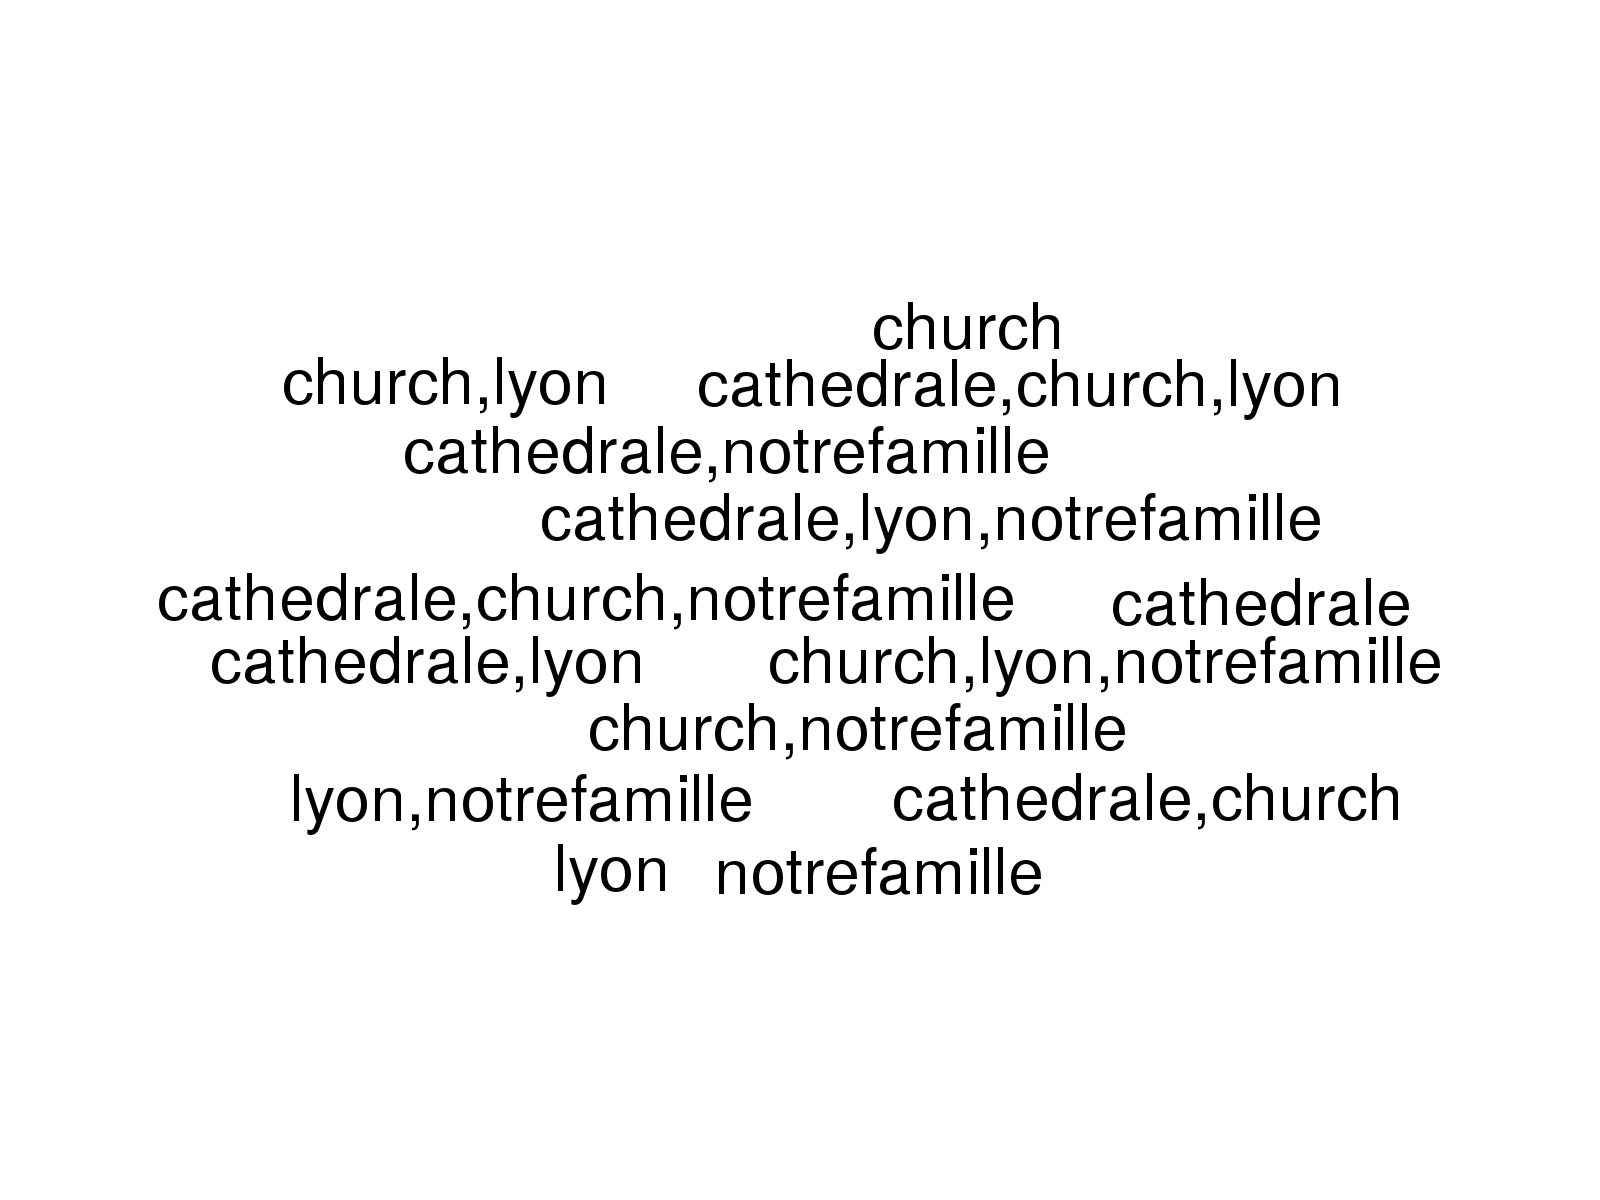 church
church,lyon cathedrale,church,lyon
cathedrale,notrefamille
cathedrale,lyon,notrefamille
cathedrale,church,notrefamille cathedrale
cathedrale,lyon church,lyon,notrefamille
church,notrefamille
lyon,notrefamille cathedrale,church
lyon notrefamille